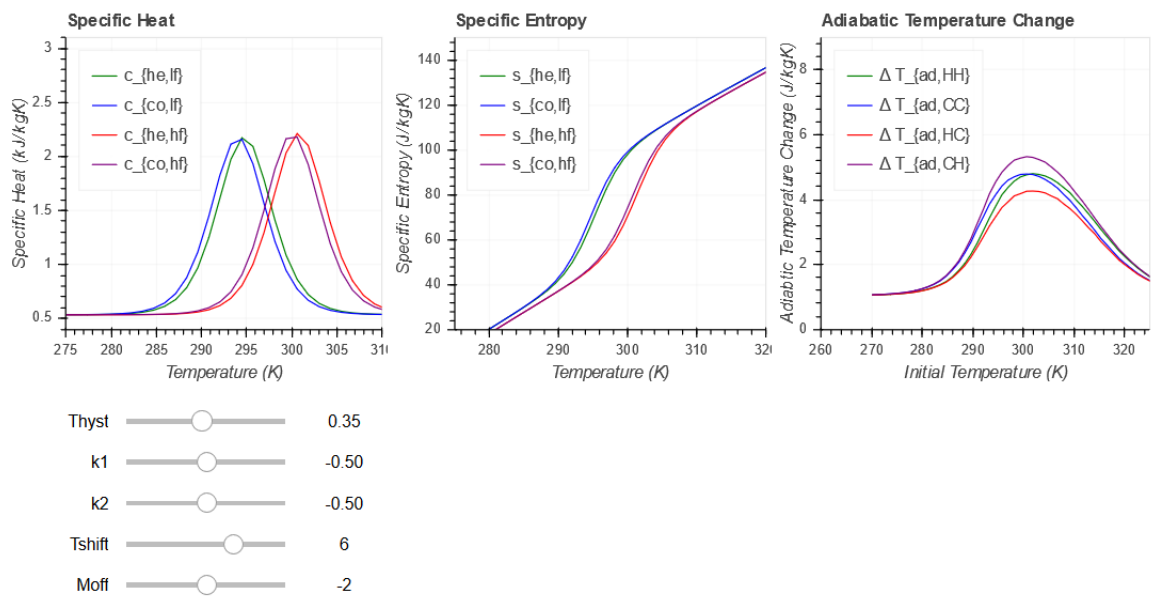 Specific Heat
3
2.5
2
1.5
1
0.5
Specific Heat (kJ/kgK)
c_{he,lf}
c_{co,lf}
c_{he,hf}
c_{co,hf}
275 280 285 290 295 300 305 310
Temperature (K)
Specific Entropy
140
120
100
80
60
40
20
Specific Entropy (J/kgK)
s_{he,lf}
s_{co,lf}
s_{he,hf}
s_{co,hf}
280 290 300 310 320
Temperature (K)
Adiabatic Temperature Change
8
6
4
2
0
Adiabtic Temperature Change (J/kgK)
Δ T_{ad,HH}
Δ T_{ad,CC}
Δ T_{ad,HC}
Δ T_{ad,CH}
260 270 280 290 300 310 320
Initial Temperature (K)
Thyst 0.35
k1 -0.50
k2 -0.50
Tshift 6
Moff -2